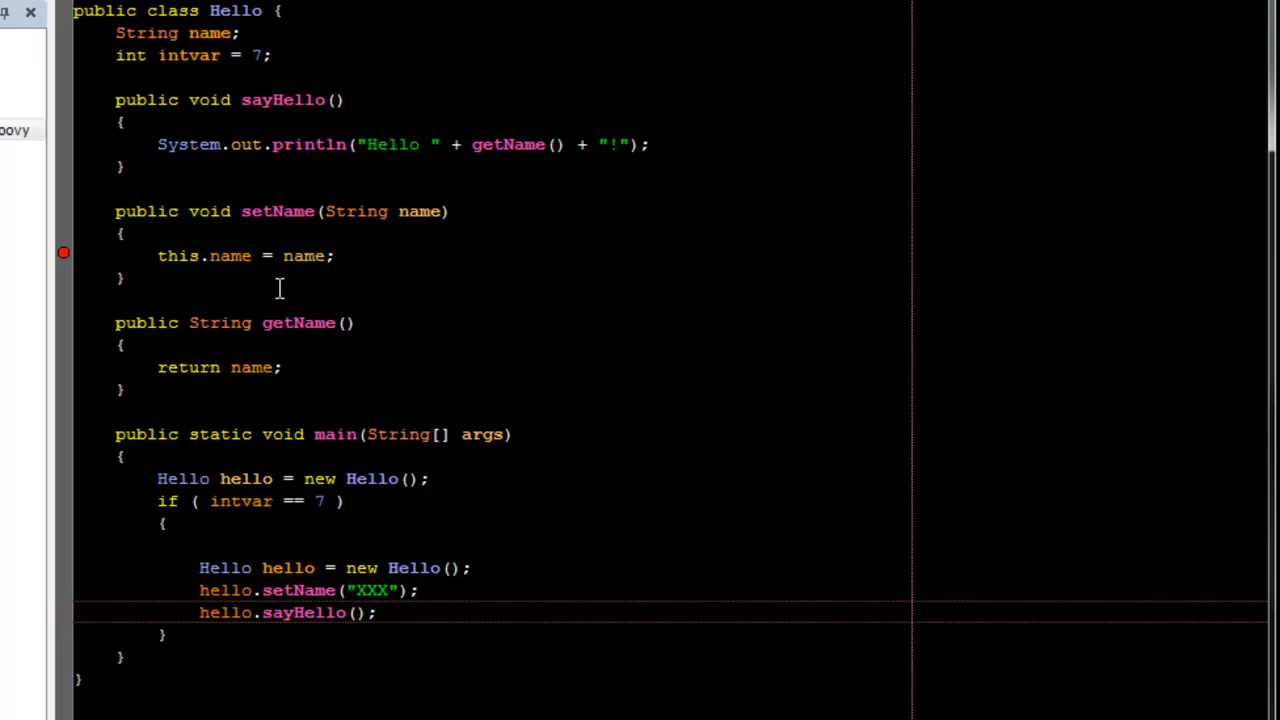 public class Hello {
String name;
int intvar = 7;
public void sayHello()
{
System.out.println("Hello " + getName() + "!");
}
public void setName(String name)
{
this.name = name;
}
public String getName()
{
return name;
}
public static void main(String[] args)
{
Hello hello = new Hello();
if ( intvar == 7 )
{
Hello hello = new Hello();
hello.setName("XXX");
hello.sayHello();
}
}
}
oovy